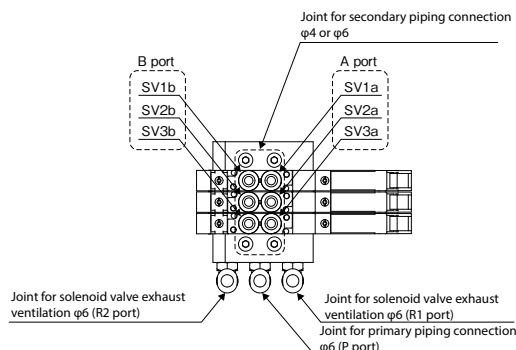 Joint for secondary piping connection
φ4 or φ6
B port
A port
SV1b
SV1a
SV2b
SV2a
SV3b
SV3a
Joint for solenoid valve exhaust
ventilation φ6 (R2 port)
Joint for solenoid valve exhaust
ventilation φ6 (R1 port)
Joint for primary piping connection
φ6 (P port)